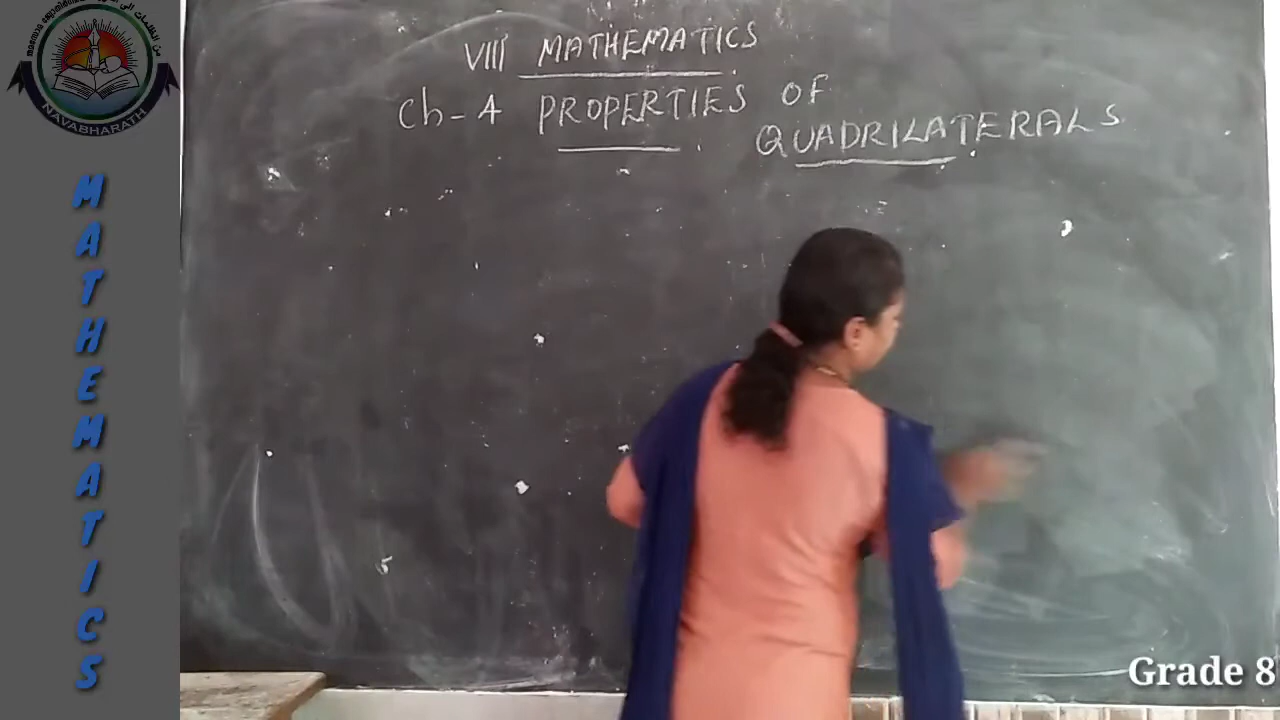 VIII MATHEMATICS
Ch-4 PROPERTIES OF
QUADRILATERALS
NAVABHARATH
MATHEMATICS
Grade 8